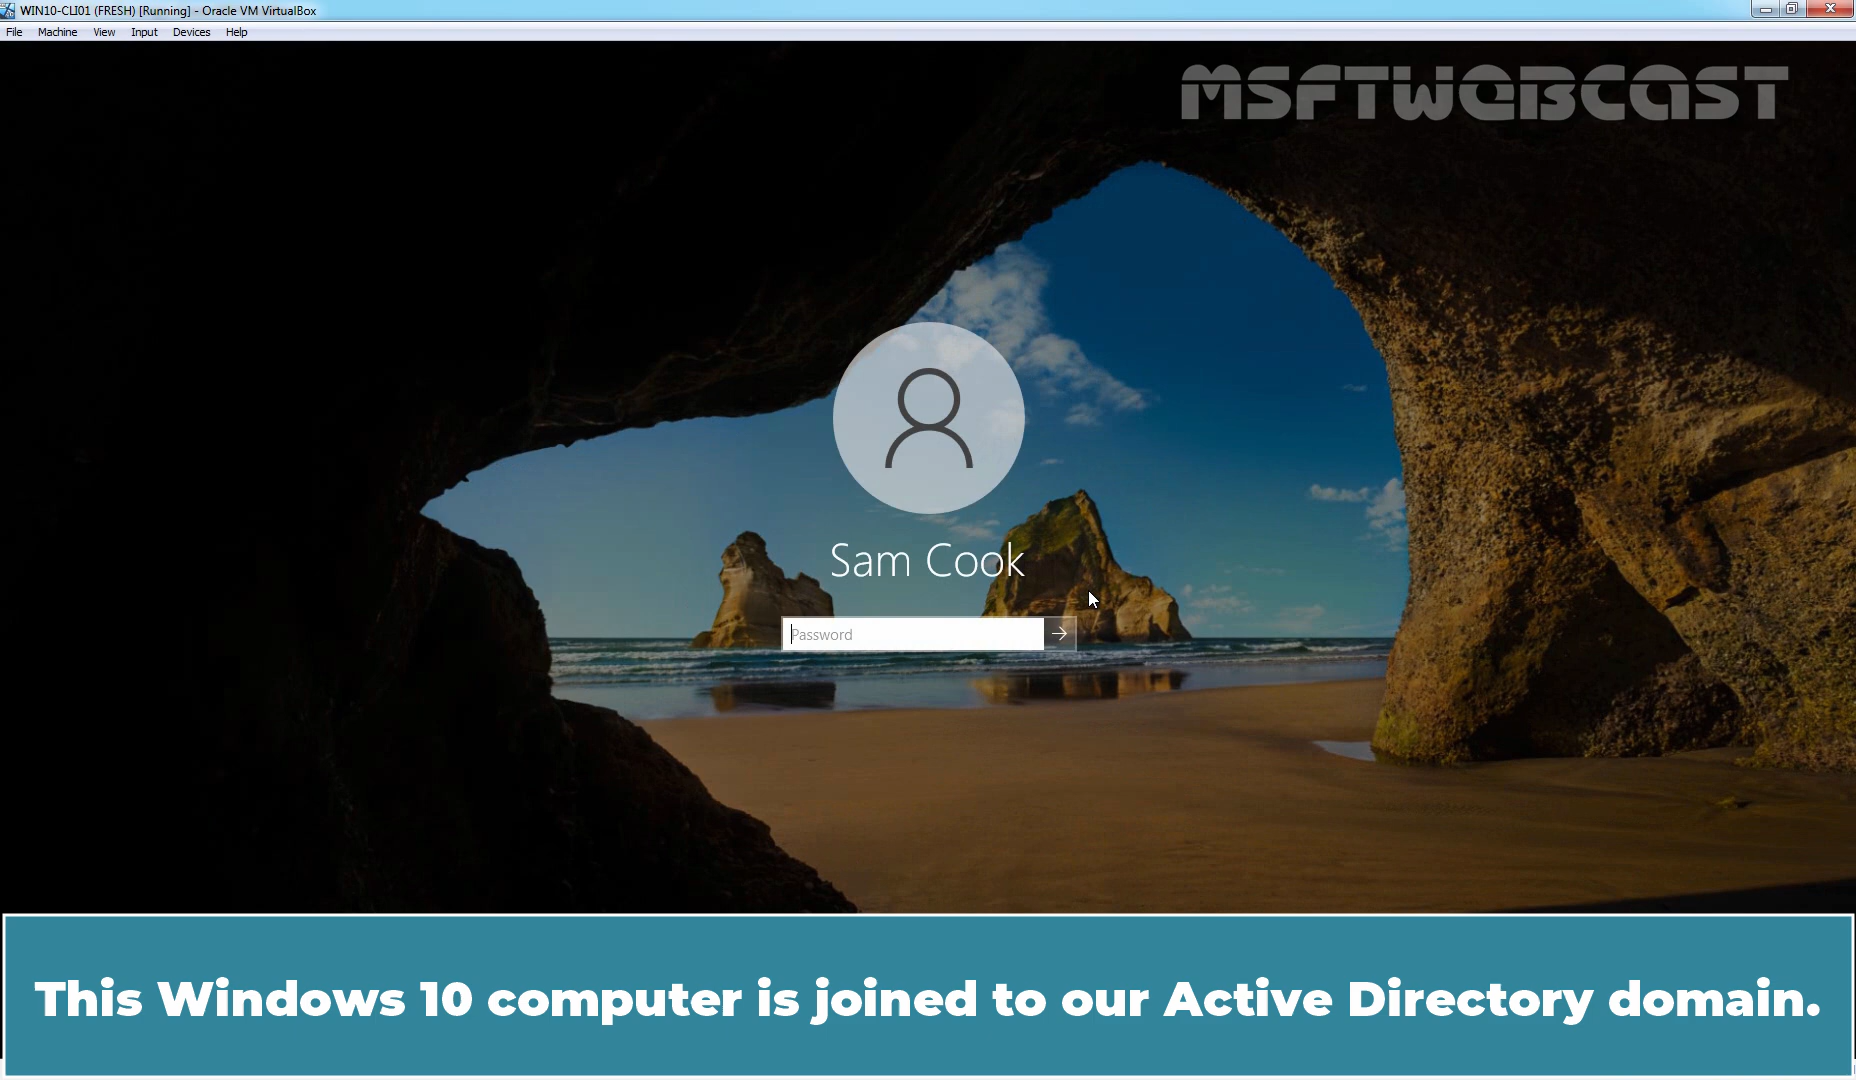 WIN10-CLI01 (FRESH) [Running] - Oracle VM VirtualBox
File Machine View Input Devices Help
MSFTWEBCAST
Sam Cook
Password
This Windows 10 computer is joined to our Active Directory domain.